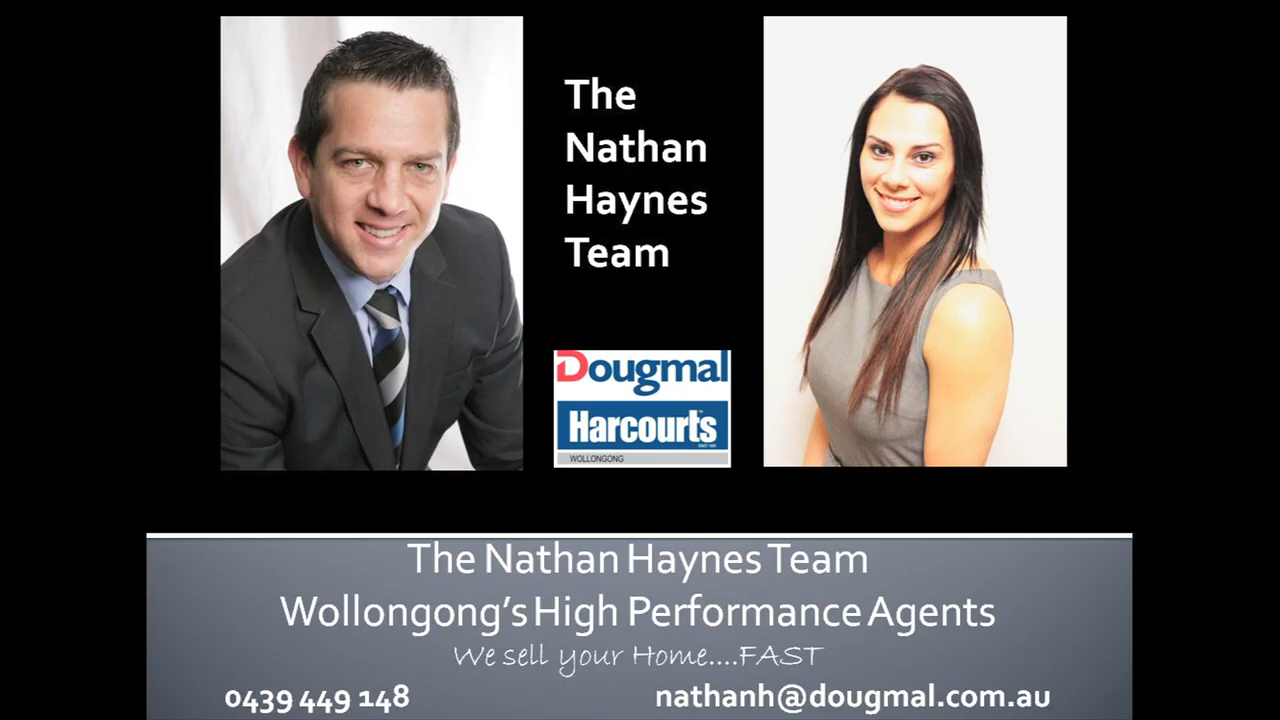 The
Nathan
Haynes
Team
Dougmal
Harcourts
WOLLONGONG
The Nathan Haynes Team
Wollongong's High Performance Agents
We sell your Home....FAST
0439 449 148
nathanh@dougmal.com.au